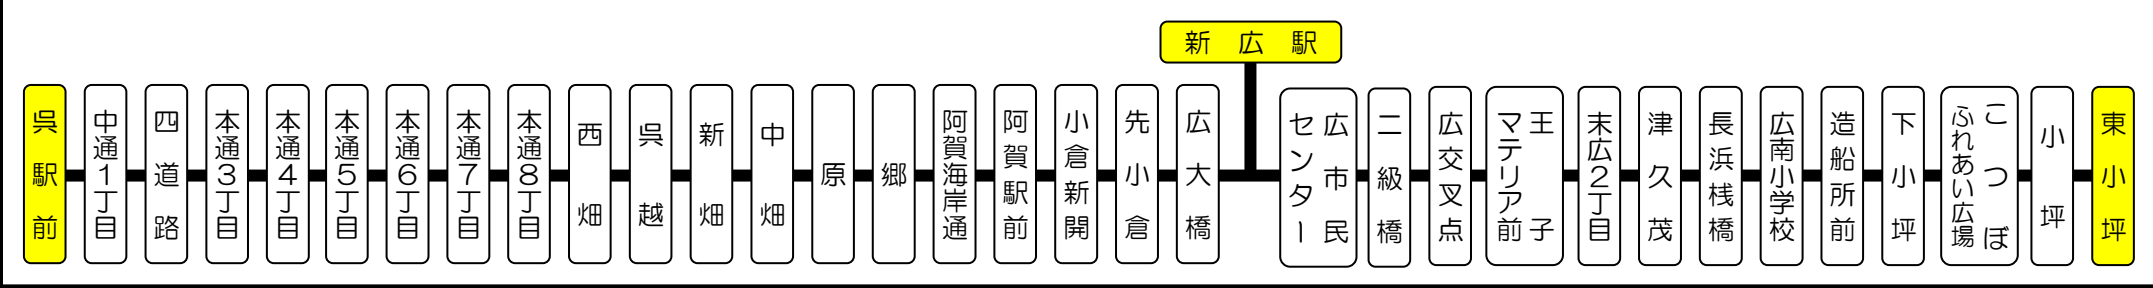 新広駅
呉駅前
中通1丁目
四道路
本通3丁目
本通4丁目
本通5丁目
本通6丁目
本通7丁目
本通8丁目
西畑
呉越
新畑
中畑
原
郷
阿賀海岸通
阿賀駅前
小倉新開
先小倉
広大橋
広市民
センター
二級橋
広交叉点
王子
マテリア前
末広2丁目
津久茂
長浜桟橋
広南小学校
造船所前
下小坪
こつぼ
ふれあい広場
小坪
東小坪